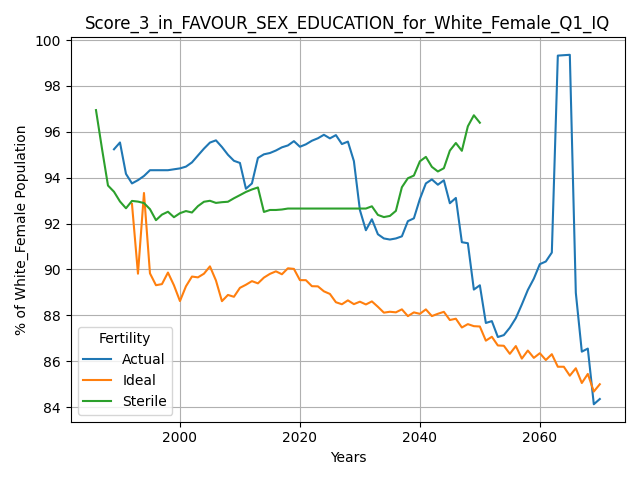 Score_3_in_FAVOUR_SEX_EDUCATION_for_White_Female_Q1_IQ
100
98
96
94
92
90
88
86
84
% of White_Female Population
Fertility
Actual
Ideal
Sterile
2000
2020
2040
2060
Years